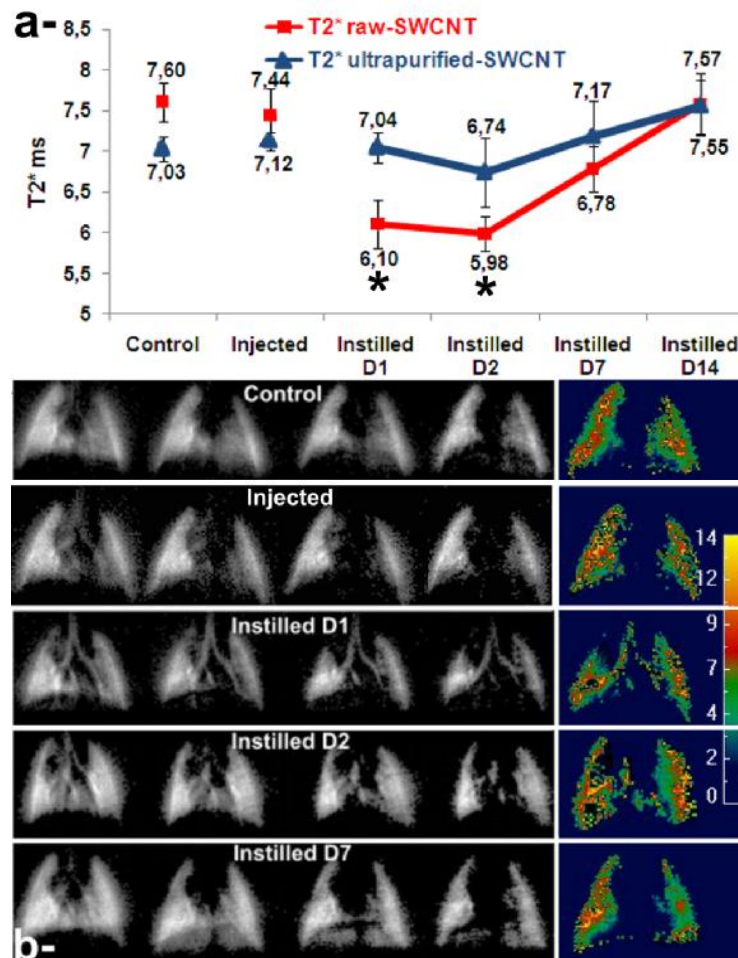 a-
T2* raw-SWCNT
T2* ultrapurified-SWCNT
T2* ms
8,5
8
7,5
7
6,5
6
5,5
5
7,60
7,03
7,44
7,12
7,04
6,10
*
6,74
5,98
*
7,17
6,78
7,57
7,55
Control
Injected
Instilled D1
Instilled D2
Instilled D7
Instilled D14
Control
Injected
14
12
Instilled D1
9
7
4
Instilled D2
2
0
Instilled D7
b-